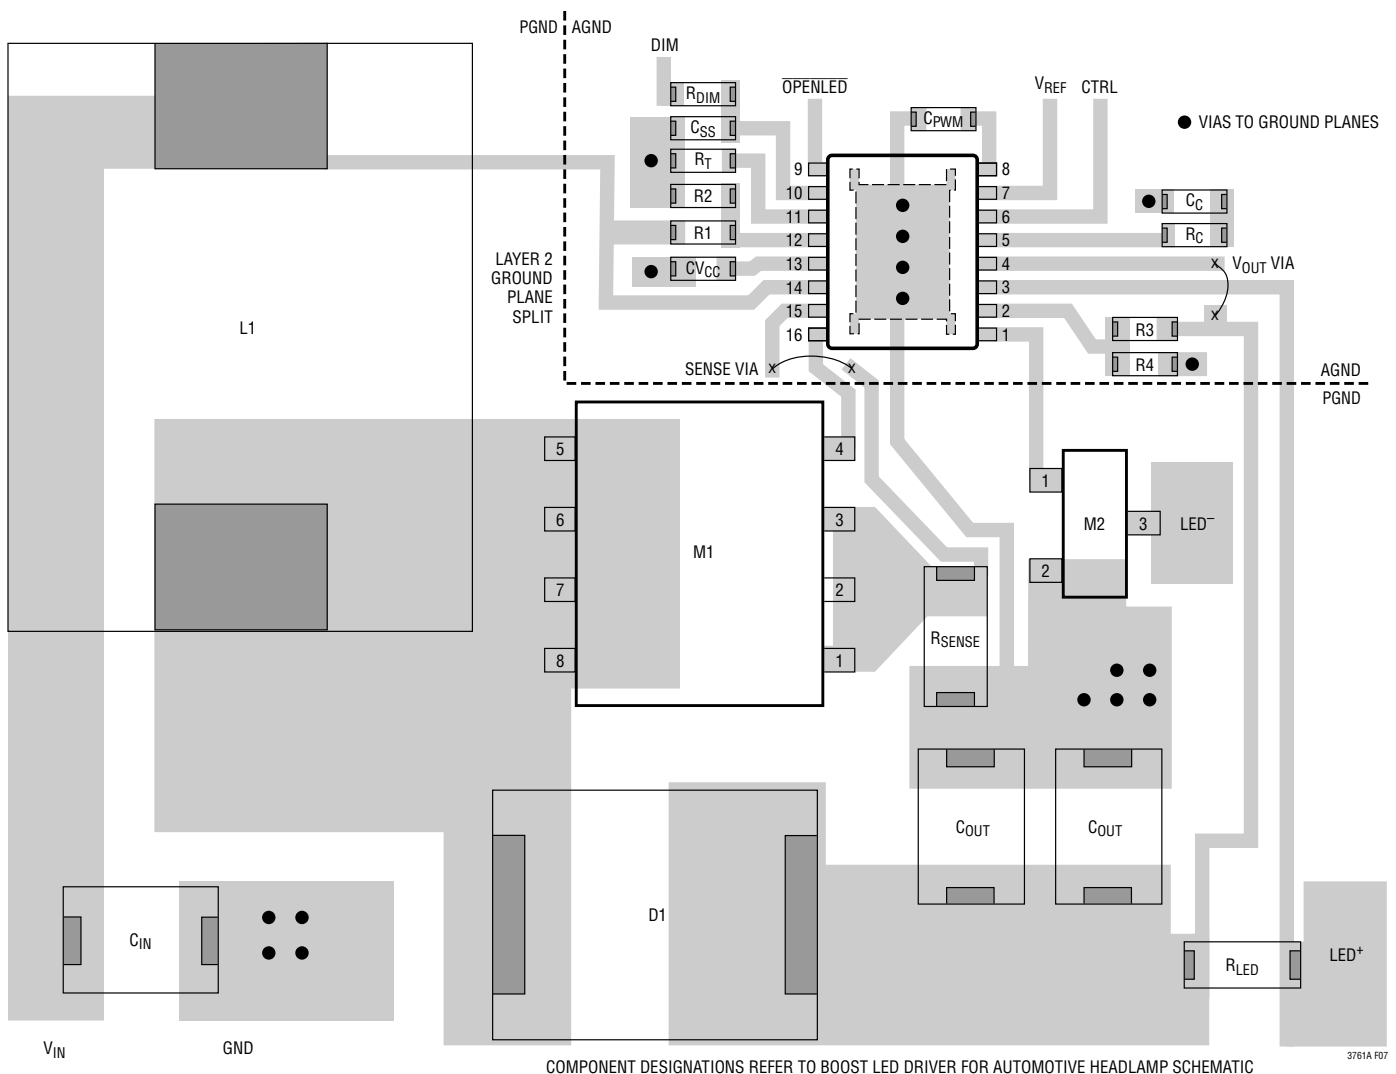 PGND
AGND
DIM
RDIM
OPENLED
VREF
CTRL
CPWM
VIAS TO GROUND PLANES
CSS
RT
R2
R1
CVCC
9
10
11
12
13
14
15
16
8
7
6
5
4
3
2
1
CC
RC
VOUT VIA
x
x
R3
R4
LAYER 2
GROUND
PLANE
SPLIT
L1
SENSE VIA
x
x
AGND
PGND
5
6
7
8
M1
4
3
2
1
1
2
M2
3
LED–
RSENSE
COUT
COUT
CIN
D1
RLED
LED+
VIN
GND
3761A F07
COMPONENT DESIGNATIONS REFER TO BOOST LED DRIVER FOR AUTOMOTIVE HEADLAMP SCHEMATIC